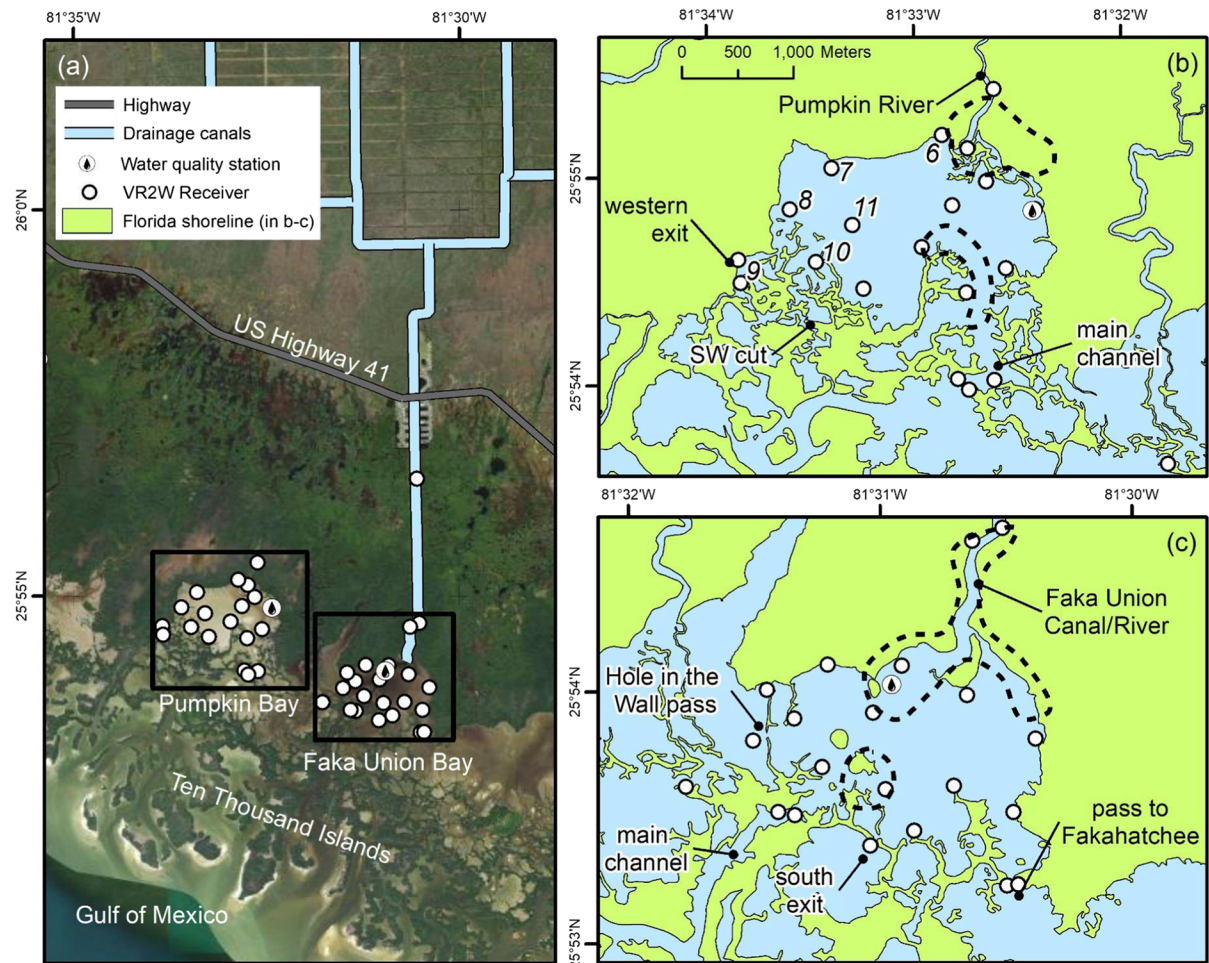 81°35'W
81°30'W
26°0'N
25°55'N
(a)
Highway
Drainage canals
Water quality station
VR2W Receiver
Florida shoreline (in b-c)
US Highway 41
Pumpkin Bay
Faka Union Bay
Ten Thousand Islands
Gulf of Mexico
81°34'W
81°33'W
81°32'W
25°55'N
25°54'N
0 500 1,000 Meters
(b)
Pumpkin River
6
7
8
11
western
exit
10
9
SW cut
main
channel
81°32'W
81°31'W
81°30'W
25°54'N
25°53'N
(c)
Faka Union
Canal/River
Hole in the
Wall pass
pass to
Fakahatchee
main
channel
south
exit